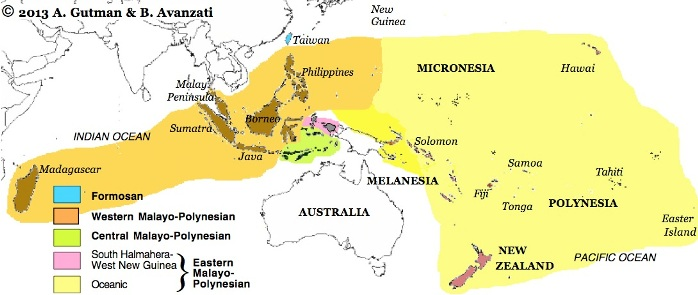 © 2013 A. Gutman & B. Avanzati
New
Guinea
Taiwan
Philippines
MICRONESIA
Hawai
Malay
Peninsula
Borneo
Sumatra
INDIAN OCEAN
Java
Solomon
Madagascar
MELANESIA
Samoa
Tahiti
Fiji
Tonga
POLYNESIA
AUSTRALIA
Easter
Island
NEW
ZEALAND
PACIFIC OCEAN
Formosan
Western Malayo-Polynesian
Central Malayo-Polynesian
South Halmahera-
West New Guinea
Oceanic
Eastern
Malayo-
Polynesian